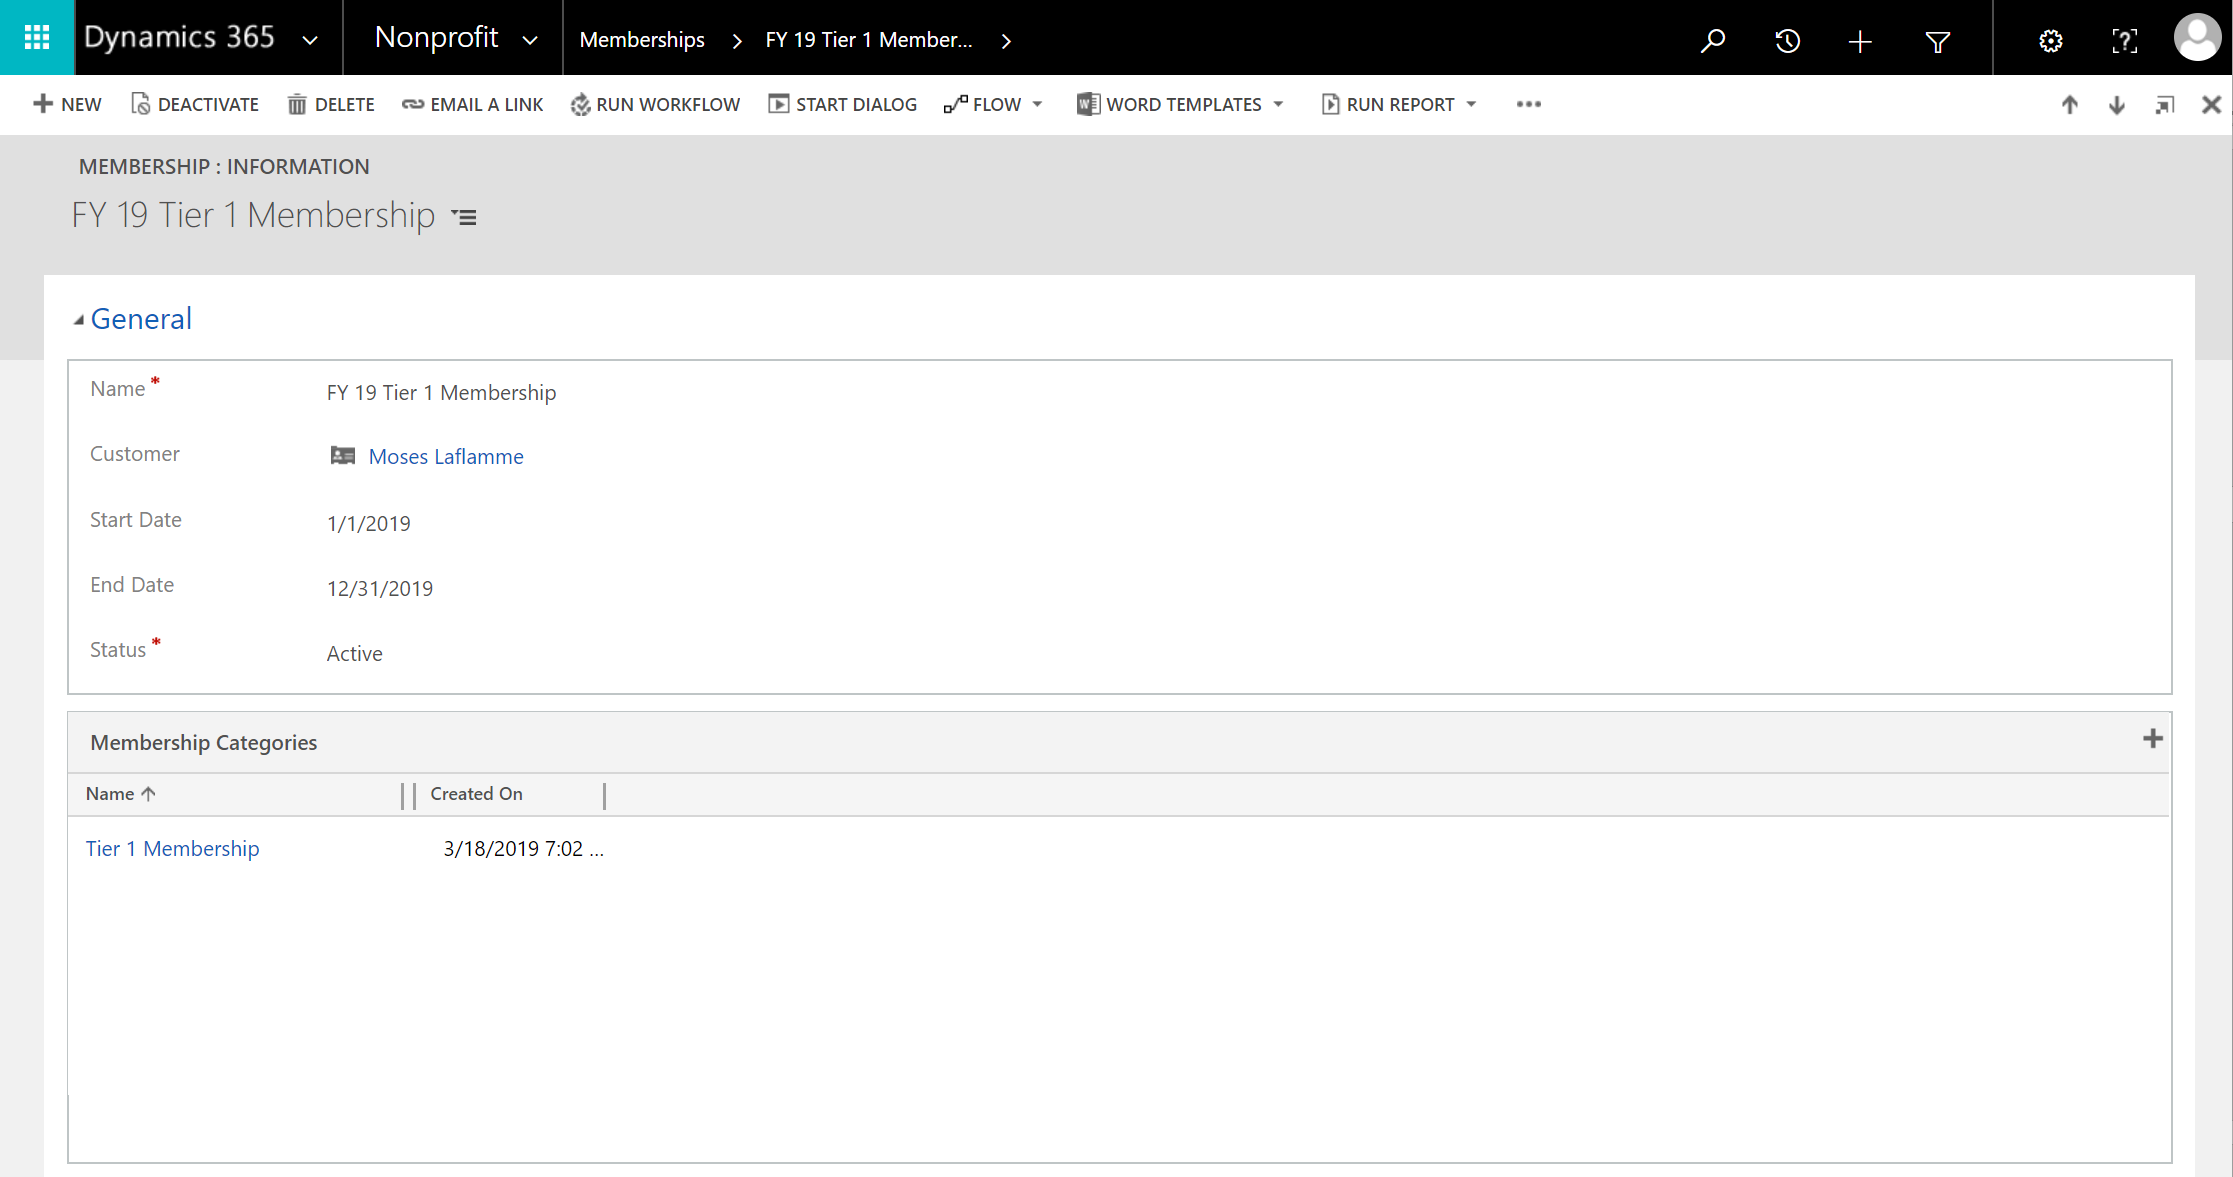 Dynamics 365 Nonprofit Memberships FY 19 Tier 1 Member...
NEW DEACTIVATE DELETE EMAIL A LINK RUN WORKFLOW START DIALOG FLOW WORD TEMPLATES RUN REPORT
MEMBERSHIP : INFORMATION
FY 19 Tier 1 Membership
General
Name * FY 19 Tier 1 Membership
Customer Moses Laflamme
Start Date 1/1/2019
End Date 12/31/2019
Status * Active
Membership Categories
Name Created On
Tier 1 Membership 3/18/2019 7:02 ...